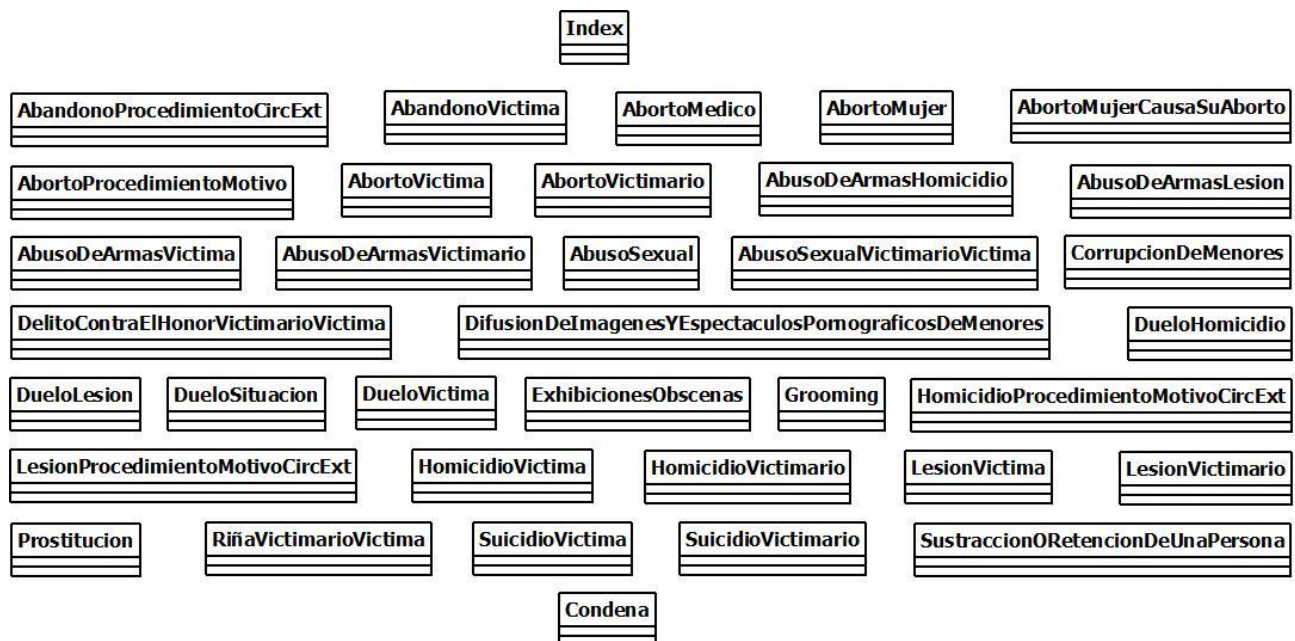 Index
AbandonoProcedimientoCircExt AbandonoVictima AbortoMedico AbortoMujer AbortoMujerCausaSuAborto
AbortoProcedimientoMotivo AbortoVictima AbortoVictimario AbusoDeArmasHomicidio AbusoDeArmasLesion
AbusoDeArmasVictima AbusoDeArmasVictimario AbusoSexual AbusoSexualVictimarioVictima CorrupcionDeMenores
DelitoContraElHonorVictimarioVictima DifusionDeImagenesYEspectaculosPornograficosDeMenores DueloHomicidio
DueloLesion DueloSituacion DueloVictima ExhibicionesObscenas Grooming HomicidioProcedimientoMotivoCircExt
LesionProcedimientoMotivoCircExt HomicidioVictima HomicidioVictimario LesionVictima LesionVictimario
Prostitucion RiñaVictimarioVictima SuicidioVictima SuicidioVictimario SustraccionORetencionDeUnaPersona
Condena